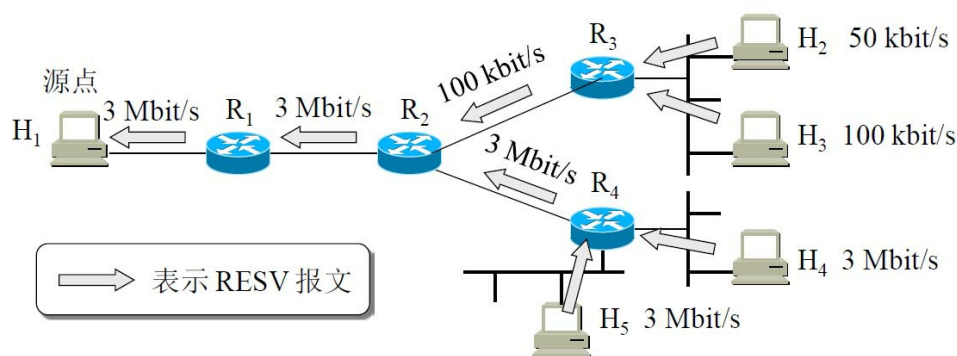 R₃
H₂ 50 kbit/s
100 kbit/s
源点
3 Mbit/s
R₁
3 Mbit/s
R₂
H₁
H₃ 100 kbit/s
3 Mbit/s
R₄
表示 RESV 报文
H₄ 3 Mbit/s
H₅ 3 Mbit/s